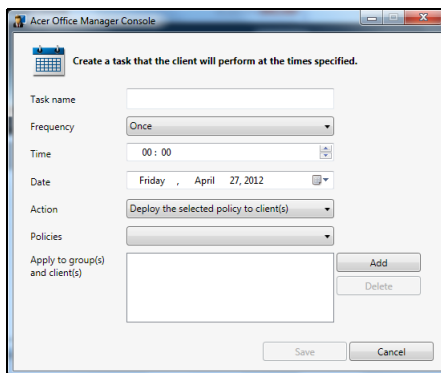 Acer Office Manager Console
Create a task that the client will perform at the times specified.
Task name
Frequency Once
Time 00 : 00
Date Friday , April 27, 2012
Action Deploy the selected policy to client(s)
Policies
Apply to group(s) Add
and client(s) Delete
Save Cancel